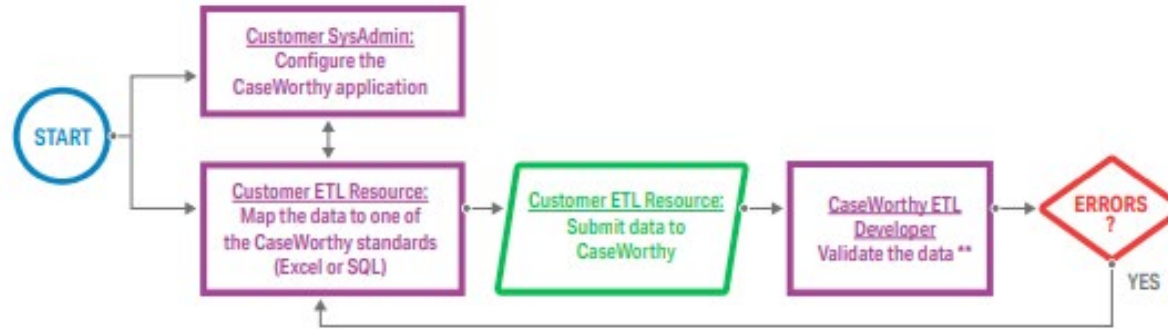 Customer SysAdmin:
Configure the
CaseWorthy application
START
Customer ETL Resource:
Map the data to one of
the CaseWorthy standards
(Excel or SQL)
Customer ETL Resource:
Submit data to
CaseWorthy
CaseWorthy ETL
Developer
Validate the data **
ERRORS
?
YES